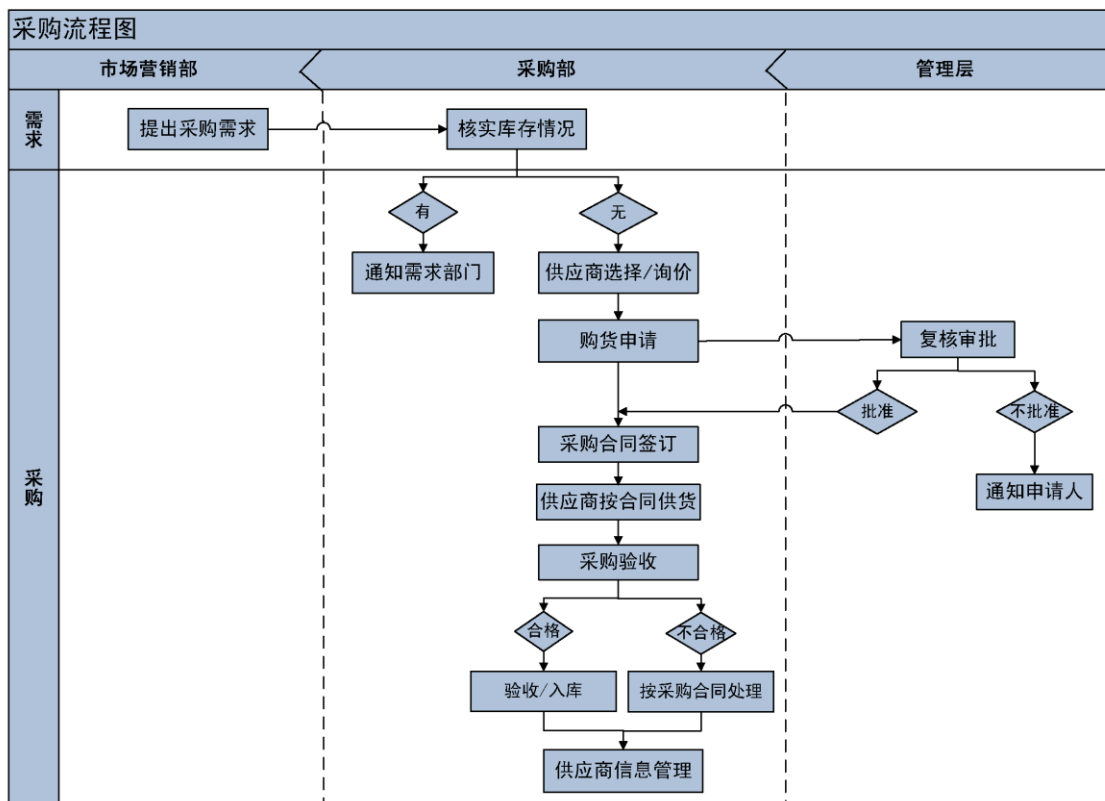 采购流程图
市场营销部
采购部
管理层
需求
提出采购需求
核实库存情况
采购
有
无
通知需求部门
供应商选择/询价
购货申请
复核审批
批准
不批准
采购合同签订
通知申请人
供应商按合同供货
采购验收
合格
不合格
验收/入库
按采购合同处理
供应商信息管理